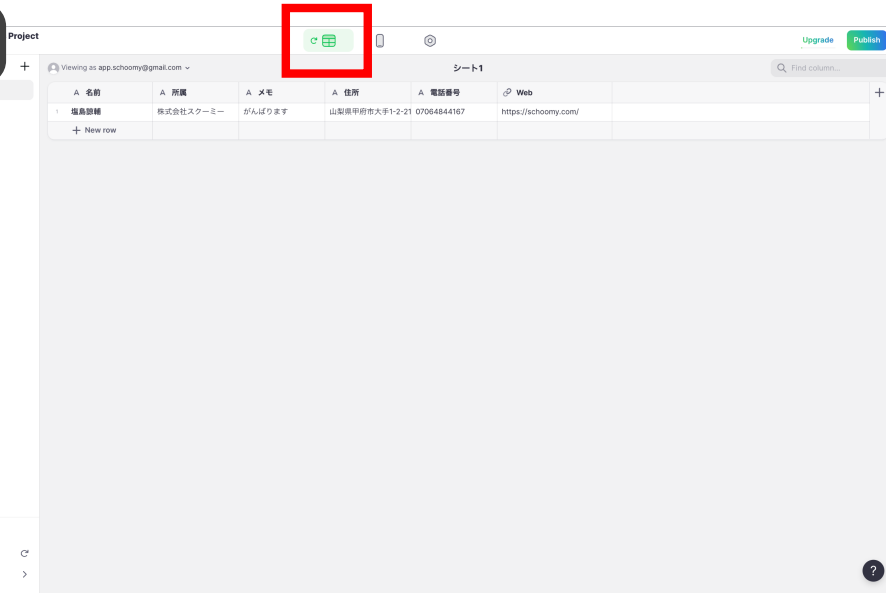 Project
Upgrade
Publish
Viewing as app.schoomy@gmail.com
シート1
Find column...
A 名前 A 所属 A メモ A 住所 A 電話番号 Web
1 塩島諒輔 株式会社スクーミー がんばります 山梨県甲府市大手1-2-21 07064844167 https://schoomy.com/
+ New row
?